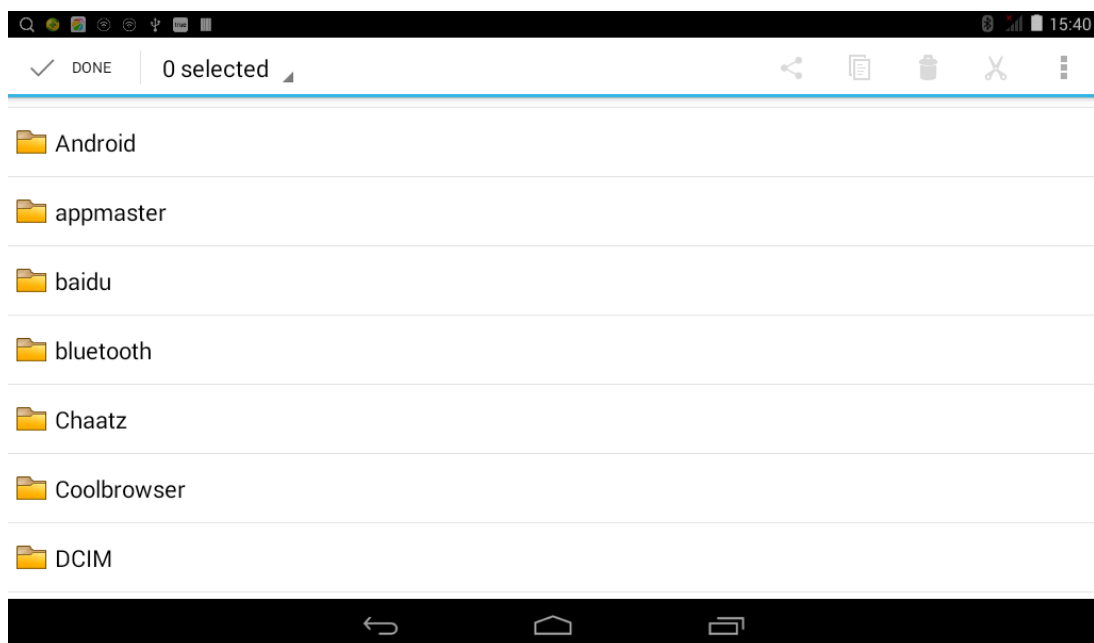 15:40
DONE
0 selected
Android
appmaster
baidu
bluetooth
Chaatz
Coolbrowser
DCIM